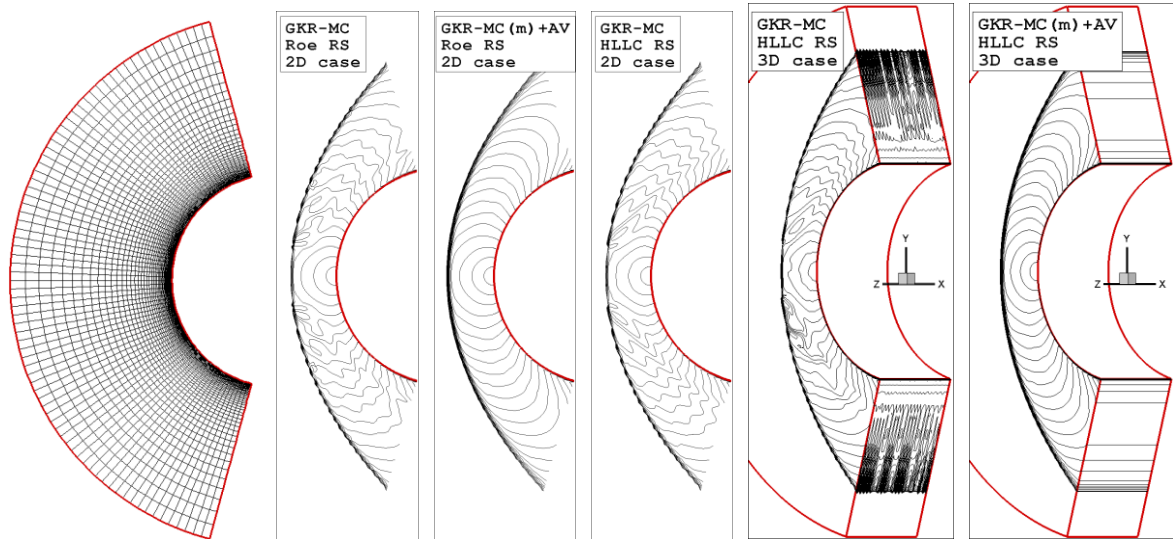 GKR-MC
Roe RS
2D case
GKR-MC(m)+AV
Roe RS
2D case
GKR-MC
HLLC RS
2D case
GKR-MC
HLLC RS
3D case
Y
Z
X
GKR-MC(m)+AV
HLLC RS
3D case
Y
Z
X